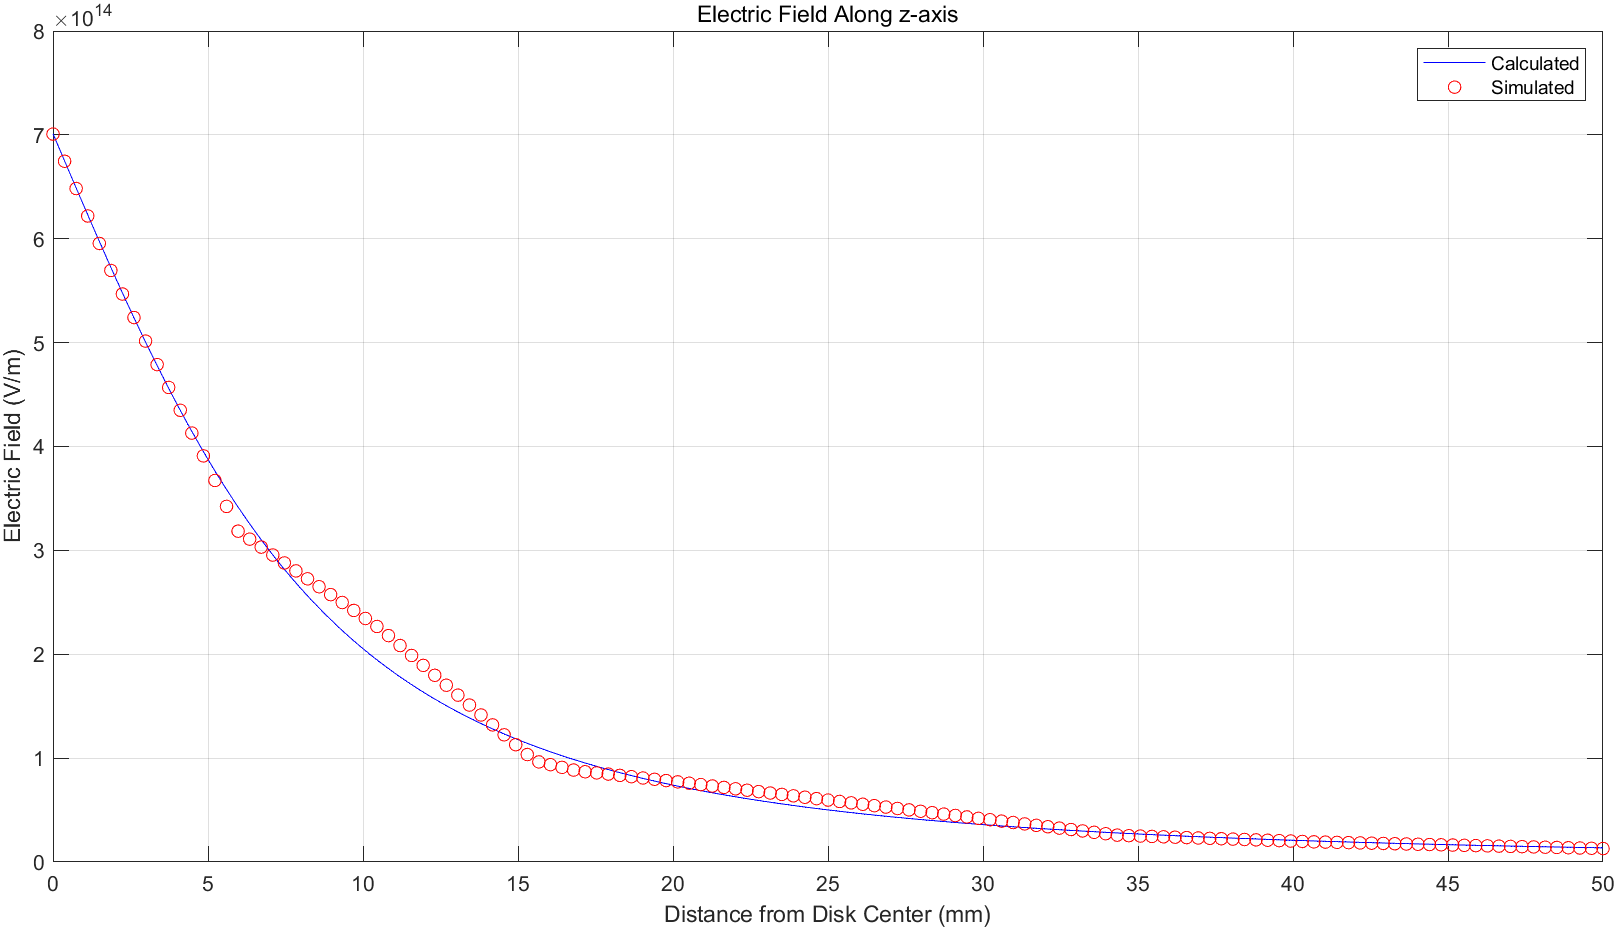 Electric Field Along z-axis
×10^14
8
7
6
5
4
3
2
1
0
Electric Field (V/m)
Calculated
Simulated
0 5 10 15 20 25 30 35 40 45 50
Distance from Disk Center (mm)